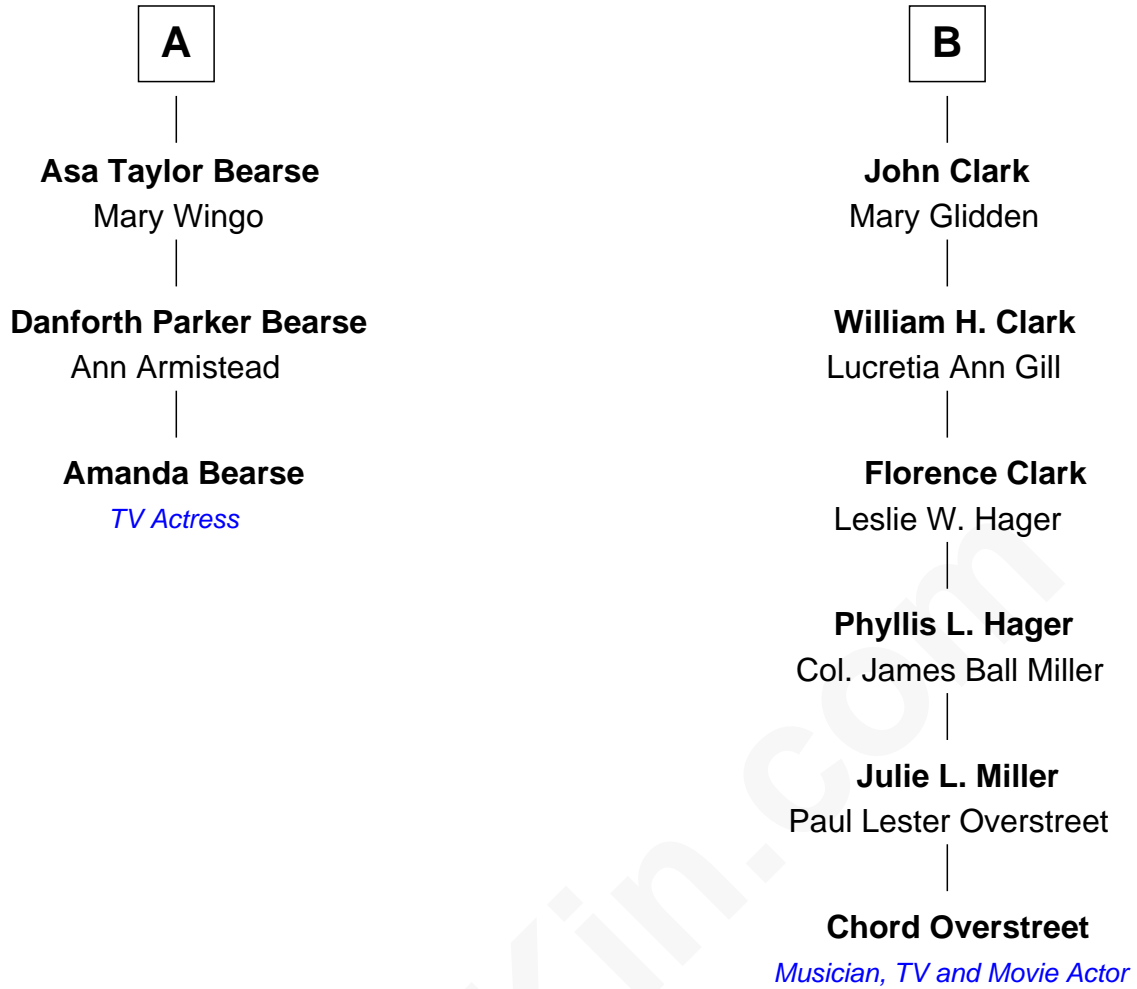 A
Asa Taylor Bearse
Mary Wingo
Danforth Parker Bearse
Ann Armistead
Amanda Bearse
TV Actress
B
John Clark
Mary Glidden
William H. Clark
Lucretia Ann Gill
Florence Clark
Leslie W. Hager
Phyllis L. Hager
Col. James Ball Miller
Julie L. Miller
Paul Lester Overstreet
Chord Overstreet
Musician, TV and Movie Actor
Kin.com